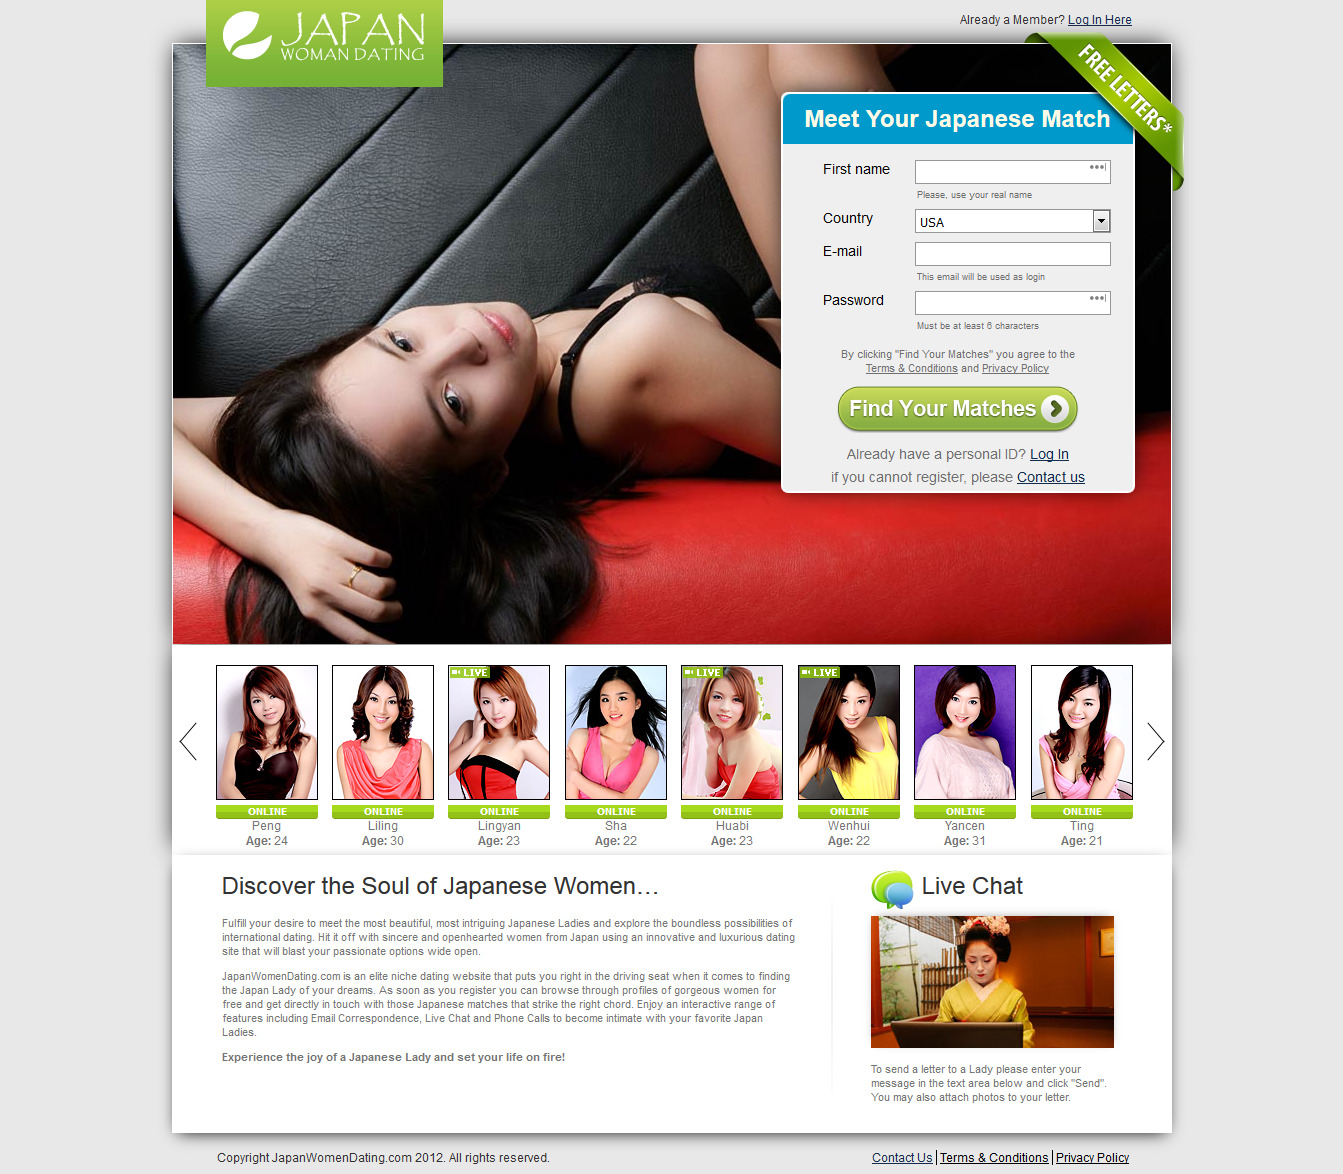 JAPAN
WOMAN DATING
Already a Member? Log In Here
FREE LETTERS*
Meet Your Japanese Match
First name
Please, use your real name
Country
USA
E-mail
This email will be used as login
Password
Must be at least 6 characters
By clicking "Find Your Matches" you agree to the
Terms & Conditions and Privacy Policy
Find Your Matches
Already have a personal ID? Log In
if you cannot register, please Contact us
LIVE
LIVE
LIVE
ONLINE ONLINE ONLINE ONLINE ONLINE ONLINE ONLINE ONLINE
Peng Liling Lingyan Sha Huabi Wenhui Yancen Ting
Age: 24 Age: 30 Age: 23 Age: 22 Age: 23 Age: 22 Age: 31 Age: 21
Discover the Soul of Japanese Women...
Fulfill your desire to meet the most beautiful, most intriguing Japanese Ladies and explore the boundless possibilities of
international dating. Hit it off with sincere and openhearted women from Japan using an innovative and luxurious dating
site that will blast your passionate options wide open.
JapanWomenDating.com is an elite niche dating website that puts you right in the driving seat when it comes to finding
the Japan Lady of your dreams. As soon as you register you can browse through profiles of gorgeous women for
free and get directly in touch with those Japanese matches that strike the right chord. Enjoy an interactive range of
features including Email Correspondence, Live Chat and Phone Calls to become intimate with your favorite Japan
Ladies.
Experience the joy of a Japanese Lady and set your life on fire!
Live Chat
To send a letter to a Lady please enter your
message in the text area below and click "Send".
You may also attach photos to your letter.
Copyright JapanWomenDating.com 2012. All rights reserved.
Contact Us | Terms & Conditions | Privacy Policy